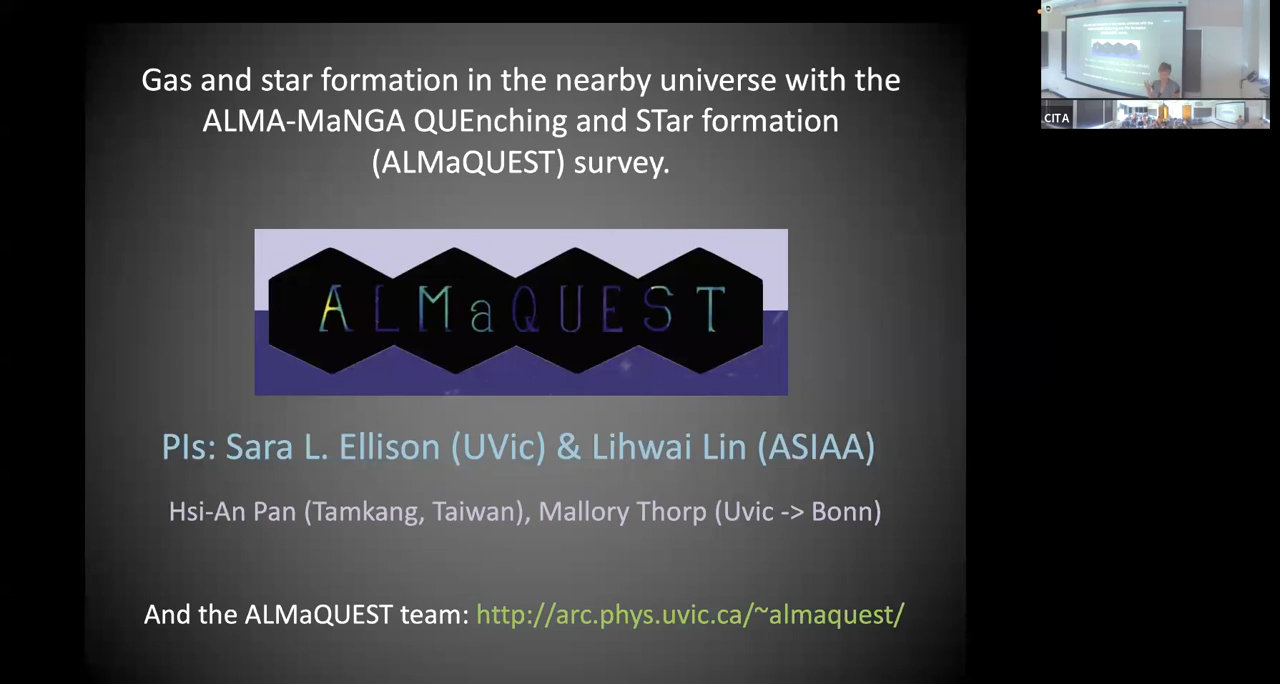 Gas and star formation in the nearby universe with the
ALMA-MaNGA QUEnching and STar formation
(ALMaQUEST) survey.
ALMaQUEST
PIs: Sara L. Ellison (UVic) & Lihwai Lin (ASIAA)
Hsi-An Pan (Tamkang, Taiwan), Mallory Thorp (Uvic -> Bonn)
And the ALMaQUEST team: http://arc.phys.uvic.ca/~almaquest/
CITA